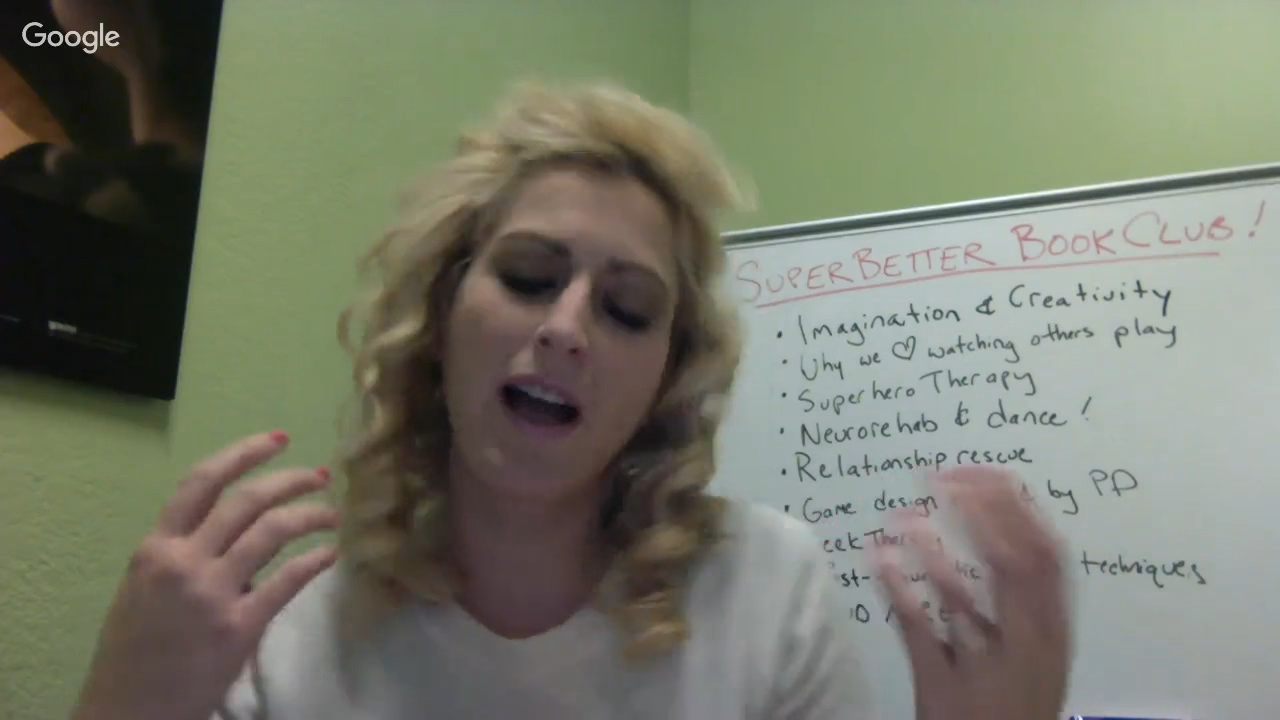 Google
SUPERBETTER BOOK CLUB!
• Imagination & Creativity
• Why we ♡ watching others play
• Superhero Therapy
• Neurorehab & dance!
• Relationship rescue
• Game design by PD
techniques